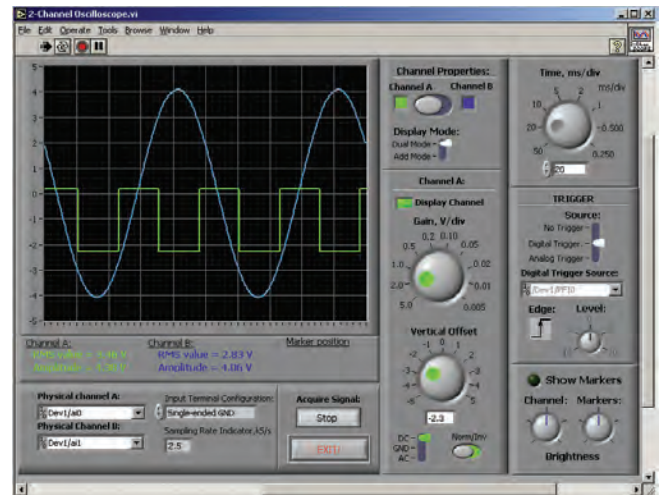 2-Channel Oscilloscope.vi
File Edit Operate Tools Browse Window Help
5
4
3
2
1
0
-1
-2
-3
-4
-5
Channel A:
Channel B:
Marker position
RMS value =
RMS value = 2.83 V
Amplitude =
Amplitude = 4.06 V
Physical channel A:
Dev1/ai0
Physical Channel B:
Dev1/ai1
Input Terminal Configuration:
Single-ended GND
Sampling Rate Indicator, kS/s
2.5
Acquire Signal:
Stop
EXIT!
Channel Properties:
Channel A
Channel B
Display Mode:
Dual Mode
Add Mode
Channel A:
Display Channel
Gain, V/div
0.2 0.10
0.5 0.05
1.0 .02
2.0 0.01
5.0 0.005
Vertical Offset
-1 0 1
-2 2
-3 3
-4 4
-5 5
-2.3
DC
GND
AC
Norm/Inv
Time, ms/div
ms/div
5 2
10 1
20 0.500
50 0.250
20
TRIGGER
Source:
No Trigger
Digital Trigger
Analog Trigger
Digital Trigger Source:
/Dev1/PFI0
Edge:
Level:
Show Markers
Channel: Markers:
Brightness